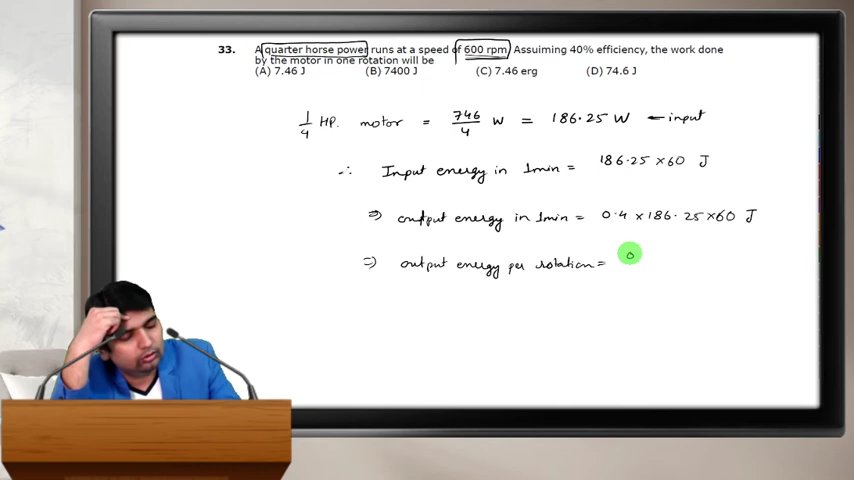 33. A quarter horse power runs at a speed of 600 rpm. Assuming 40% efficiency, the work done
by the motor in one rotation will be
(A) 7.46 J (B) 7400 J (C) 7.46 erg (D) 74.6 J
1/4 HP. motor = 746/4 W = 186.25 W ← input
∴ Input energy in 1min = 186.25 × 60 J
⇒ output energy in 1min = 0.4 × 186.25 × 60 J
⇒ output energy per rotation = 0